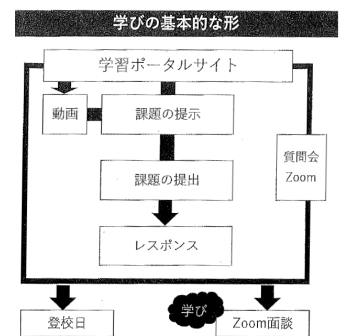 学びの基本的な形
学習ポータルサイト
動画
課題の提示
質問会
Zoom
課題の提出
レスポンス
学び
登校日
Zoom面談